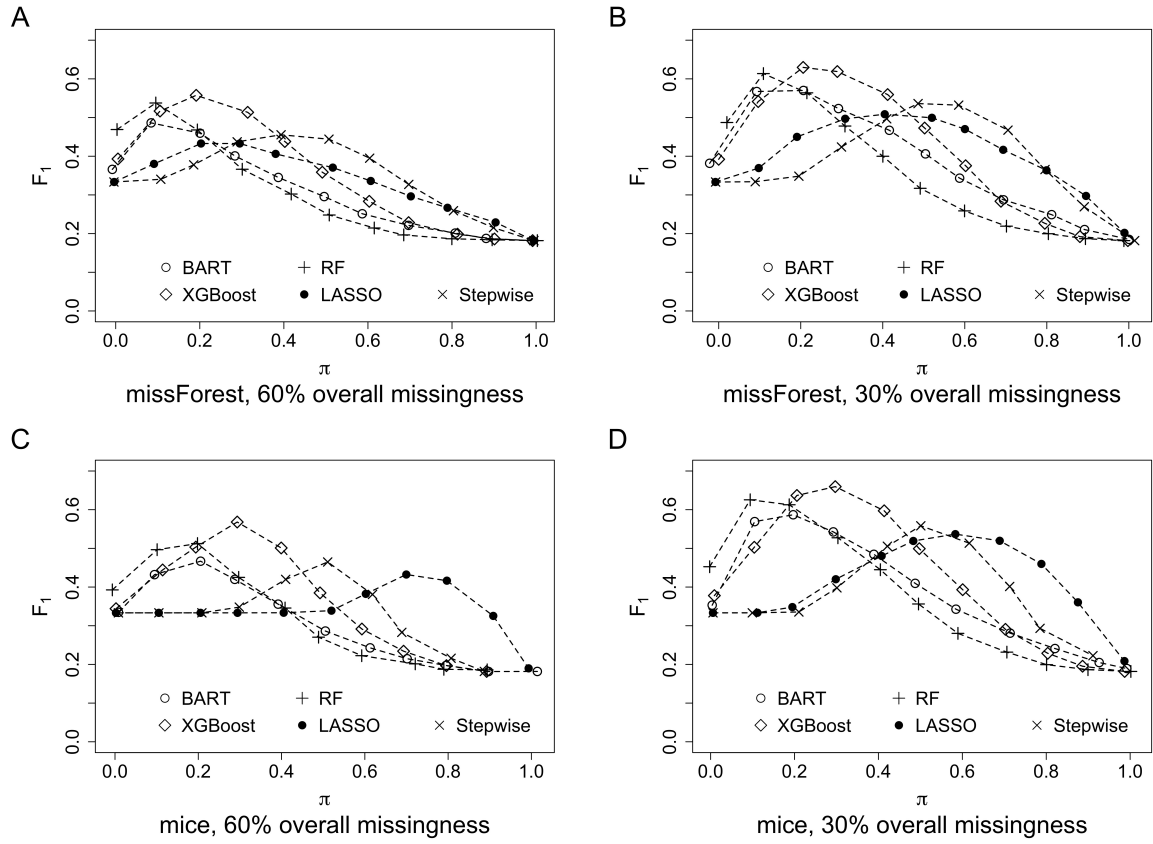 A
F1
0.0 0.2 0.4 0.6
BART RF
XGBoost LASSO Stepwise
0.0 0.2 0.4 0.6 0.8 1.0
π
missForest, 60% overall missingness
B
F1
0.0 0.2 0.4 0.6
BART RF
XGBoost LASSO Stepwise
0.0 0.2 0.4 0.6 0.8 1.0
π
missForest, 30% overall missingness
C
F1
0.0 0.2 0.4 0.6
BART RF
XGBoost LASSO Stepwise
0.0 0.2 0.4 0.6 0.8 1.0
π
mice, 60% overall missingness
D
F1
0.0 0.2 0.4 0.6
BART RF
XGBoost LASSO Stepwise
0.0 0.2 0.4 0.6 0.8 1.0
π
mice, 30% overall missingness